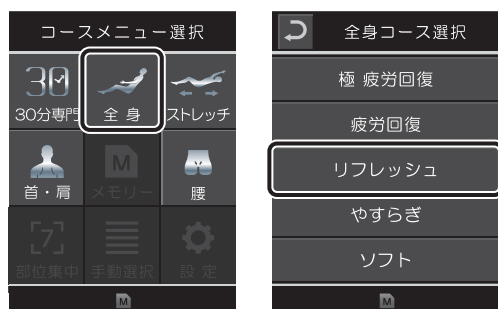 コースメニュー選択
30
30分専門
全 身
ストレッチ
首・肩
M
メモリー
腰
7
部位集中
手動選択
設 定
M
全身コース選択
極 疲労回復
疲労回復
リフレッシュ
やすらぎ
ソフト
M